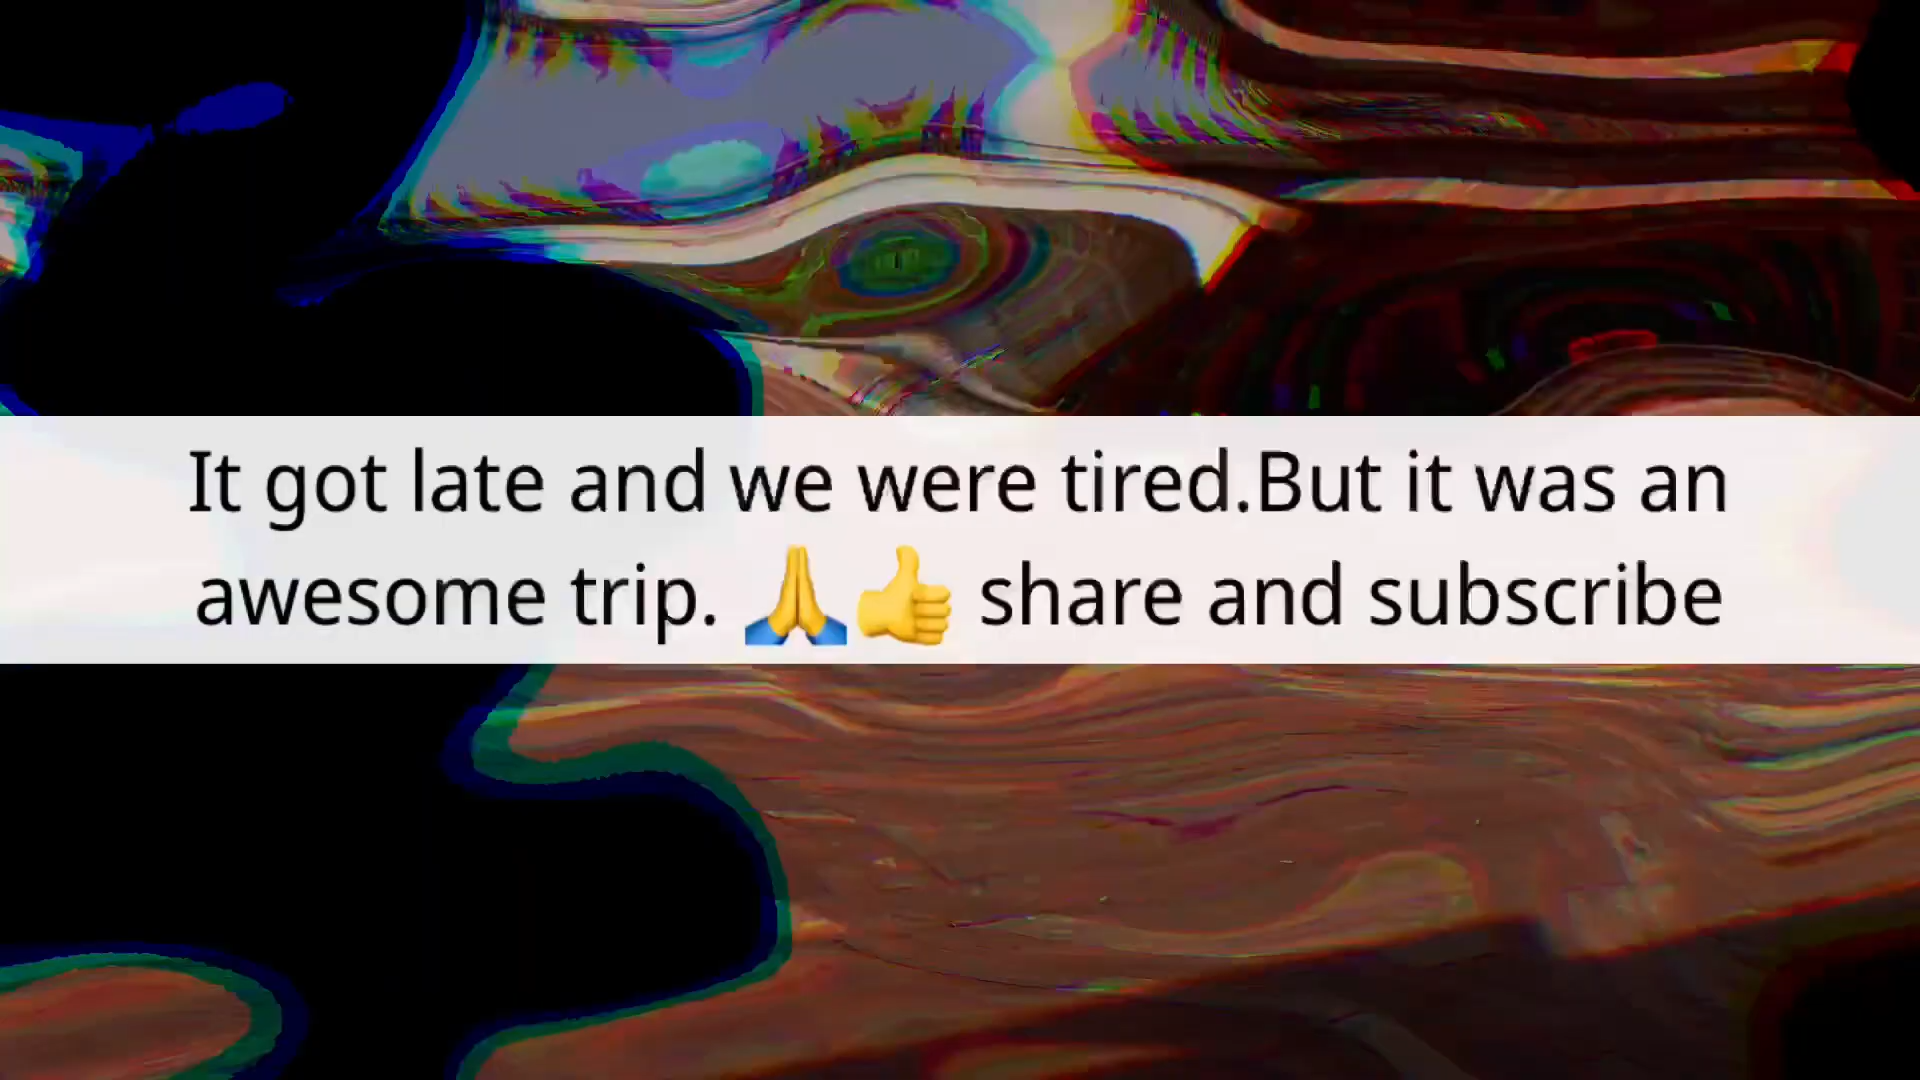 It got late and we were tired.But it was an
awesome trip. 🙏👍 share and subscribe